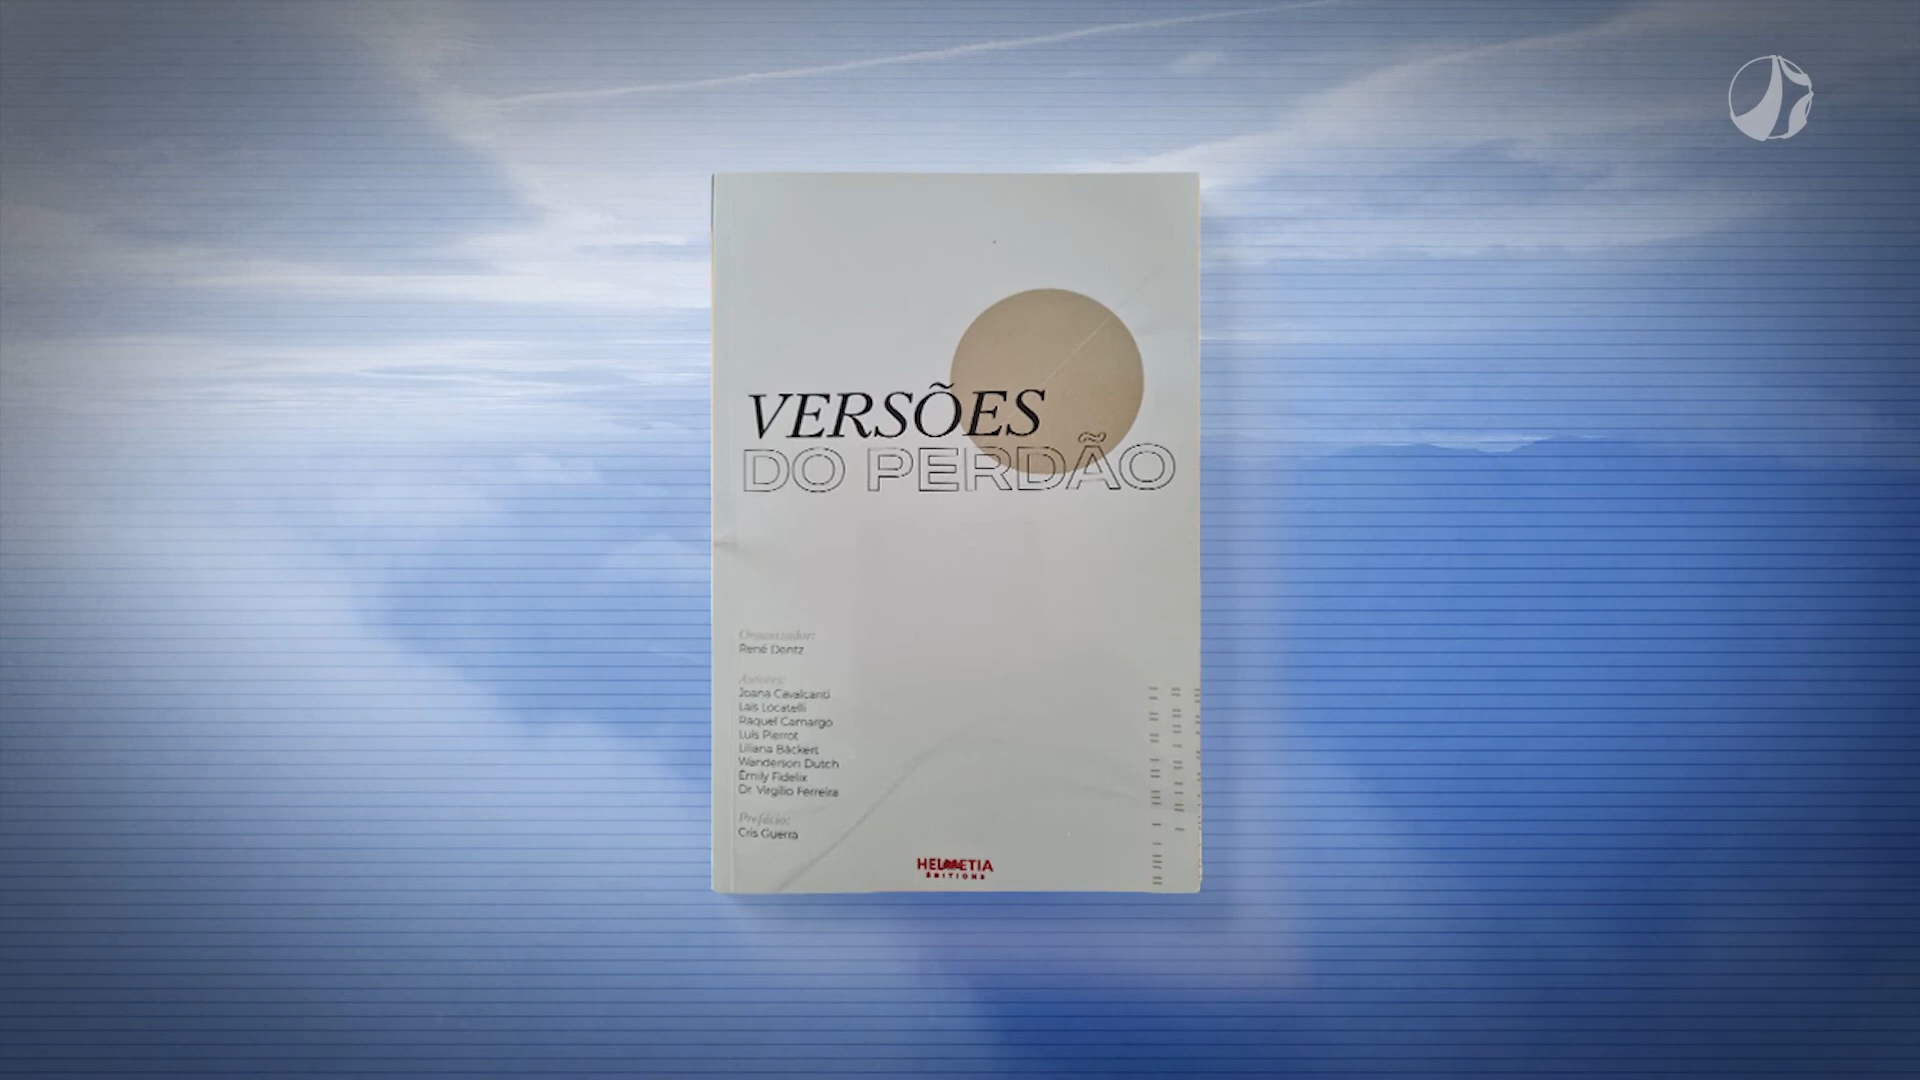 VERSÕES
DO PERDÃO
Organizador:
René Dentz
Autores:
Joana Cavalcanti
Laís Locatelli
Raquel Camargo
Luís Pierrot
Liliana Bäckert
Wanderson Dutch
Émily Fidelix
Dr. Virgílio Ferreira
Prefácio:
Cris Guerra
HELVETIA
ÉDITIONS